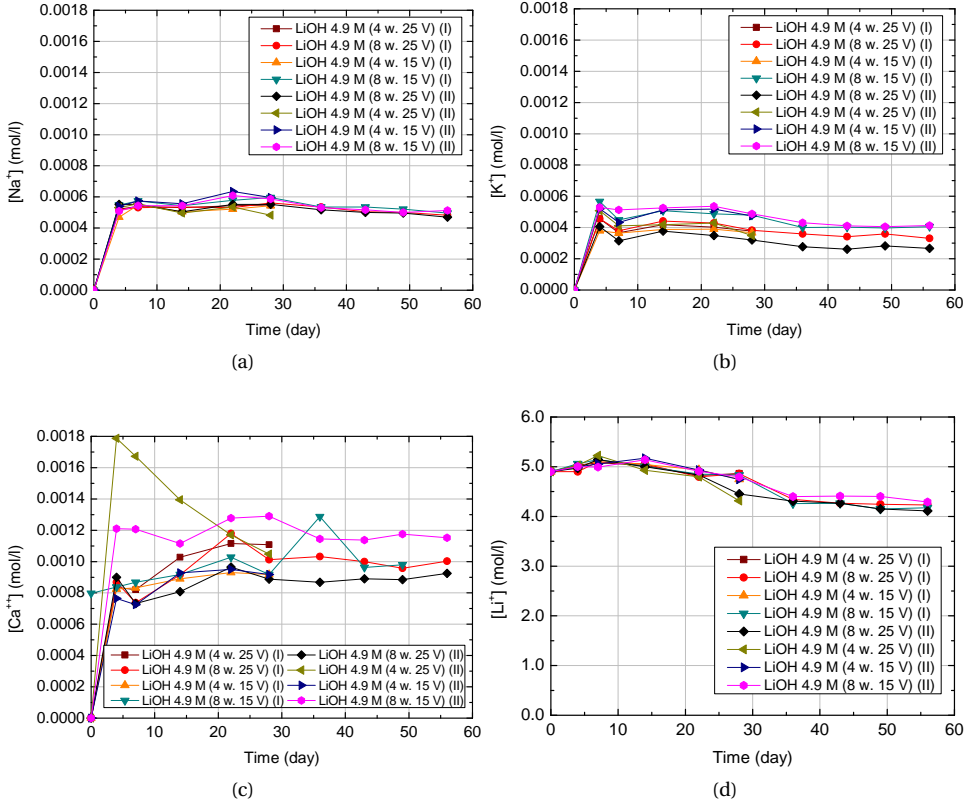 (a)
0.0018
0.0016
0.0014
0.0012
0.0010
0.0008
0.0006
0.0004
0.0002
0.0000
[Na⁺] (mol/l)
LiOH 4.9 M (4 w. 25 V) (I)
LiOH 4.9 M (8 w. 25 V) (I)
LiOH 4.9 M (4 w. 15 V) (I)
LiOH 4.9 M (8 w. 15 V) (I)
LiOH 4.9 M (8 w. 25 V) (II)
LiOH 4.9 M (4 w. 25 V) (II)
LiOH 4.9 M (4 w. 15 V) (II)
LiOH 4.9 M (8 w. 15 V) (II)
0 10 20 30 40 50 60
Time (day)
(a)
0.0018
0.0016
0.0014
0.0012
0.0010
0.0008
0.0006
0.0004
0.0002
0.0000
[K⁺] (mol/l)
LiOH 4.9 M (4 w. 25 V) (I)
LiOH 4.9 M (8 w. 25 V) (I)
LiOH 4.9 M (4 w. 15 V) (I)
LiOH 4.9 M (8 w. 15 V) (I)
LiOH 4.9 M (8 w. 25 V) (II)
LiOH 4.9 M (4 w. 25 V) (II)
LiOH 4.9 M (4 w. 15 V) (II)
LiOH 4.9 M (8 w. 15 V) (II)
0 10 20 30 40 50 60
Time (day)
(b)
0.0018
0.0016
0.0014
0.0012
0.0010
0.0008
0.0006
0.0004
0.0002
0.0000
[Ca⁺⁺] (mol/l)
LiOH 4.9 M (4 w. 25 V) (I) LiOH 4.9 M (8 w. 25 V) (II)
LiOH 4.9 M (8 w. 25 V) (I) LiOH 4.9 M (4 w. 25 V) (II)
LiOH 4.9 M (4 w. 15 V) (I) LiOH 4.9 M (4 w. 15 V) (II)
LiOH 4.9 M (8 w. 15 V) (I) LiOH 4.9 M (8 w. 15 V) (II)
0 10 20 30 40 50 60
Time (day)
(c)
6.0
5.0
4.0
3.0
2.0
1.0
0.0
[Li⁺] (mol/l)
LiOH 4.9 M (4 w. 25 V) (I)
LiOH 4.9 M (8 w. 25 V) (I)
LiOH 4.9 M (4 w. 15 V) (I)
LiOH 4.9 M (8 w. 15 V) (I)
LiOH 4.9 M (8 w. 25 V) (II)
LiOH 4.9 M (4 w. 25 V) (II)
LiOH 4.9 M (4 w. 15 V) (II)
LiOH 4.9 M (8 w. 15 V) (II)
0 10 20 30 40 50 60
Time (day)
(d)